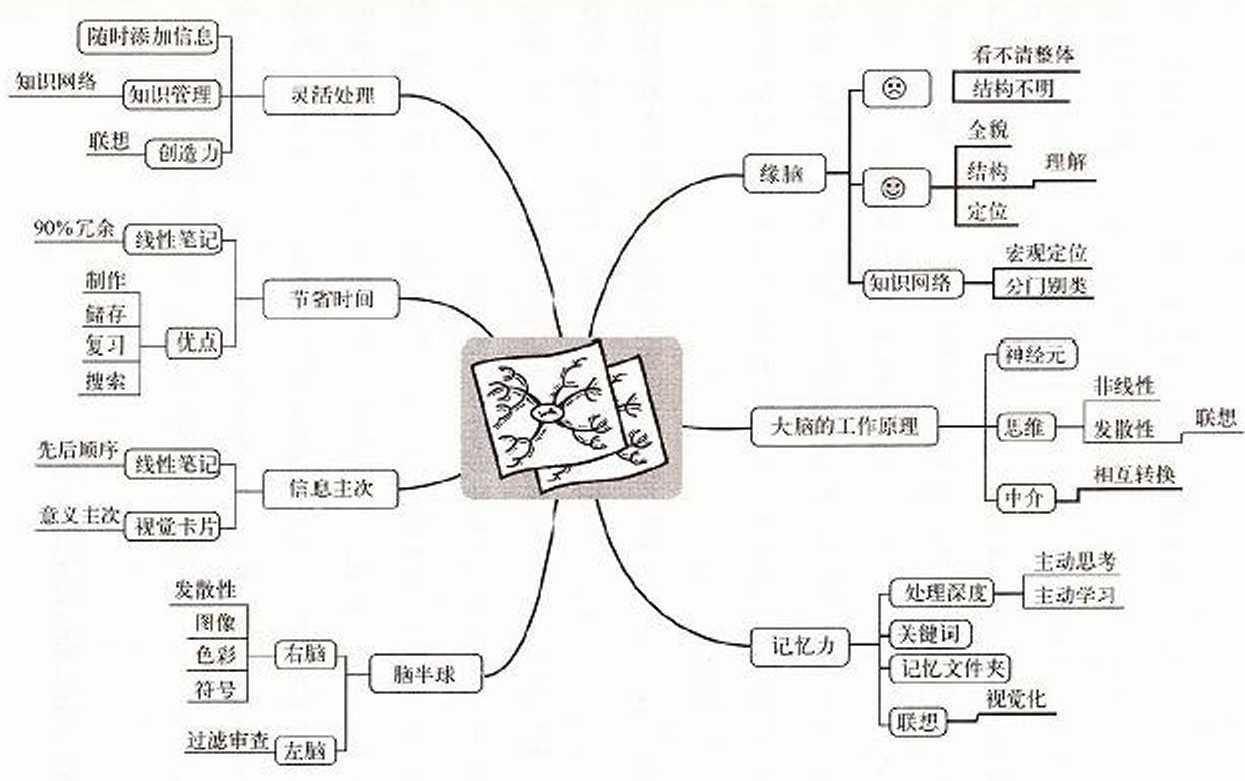 随时添加信息
知识网络
知识管理
灵活处理
联想
创造力
90%冗余
线性笔记
节省时间
制作
储存
复习
搜索
优点
先后顺序
线性笔记
信息主次
意义主次
视觉卡片
发散性
图像
色彩
符号
右脑
脑半球
过滤审查
左脑
缘脑
看不清整体
结构不明
全貌
结构
理解
定位
知识网络
宏观定位
分门别类
大脑的工作原理
神经元
思维
非线性
发散性
联想
中介
相互转换
记忆力
处理深度
主动思考
主动学习
关键词
记忆文件夹
联想
视觉化